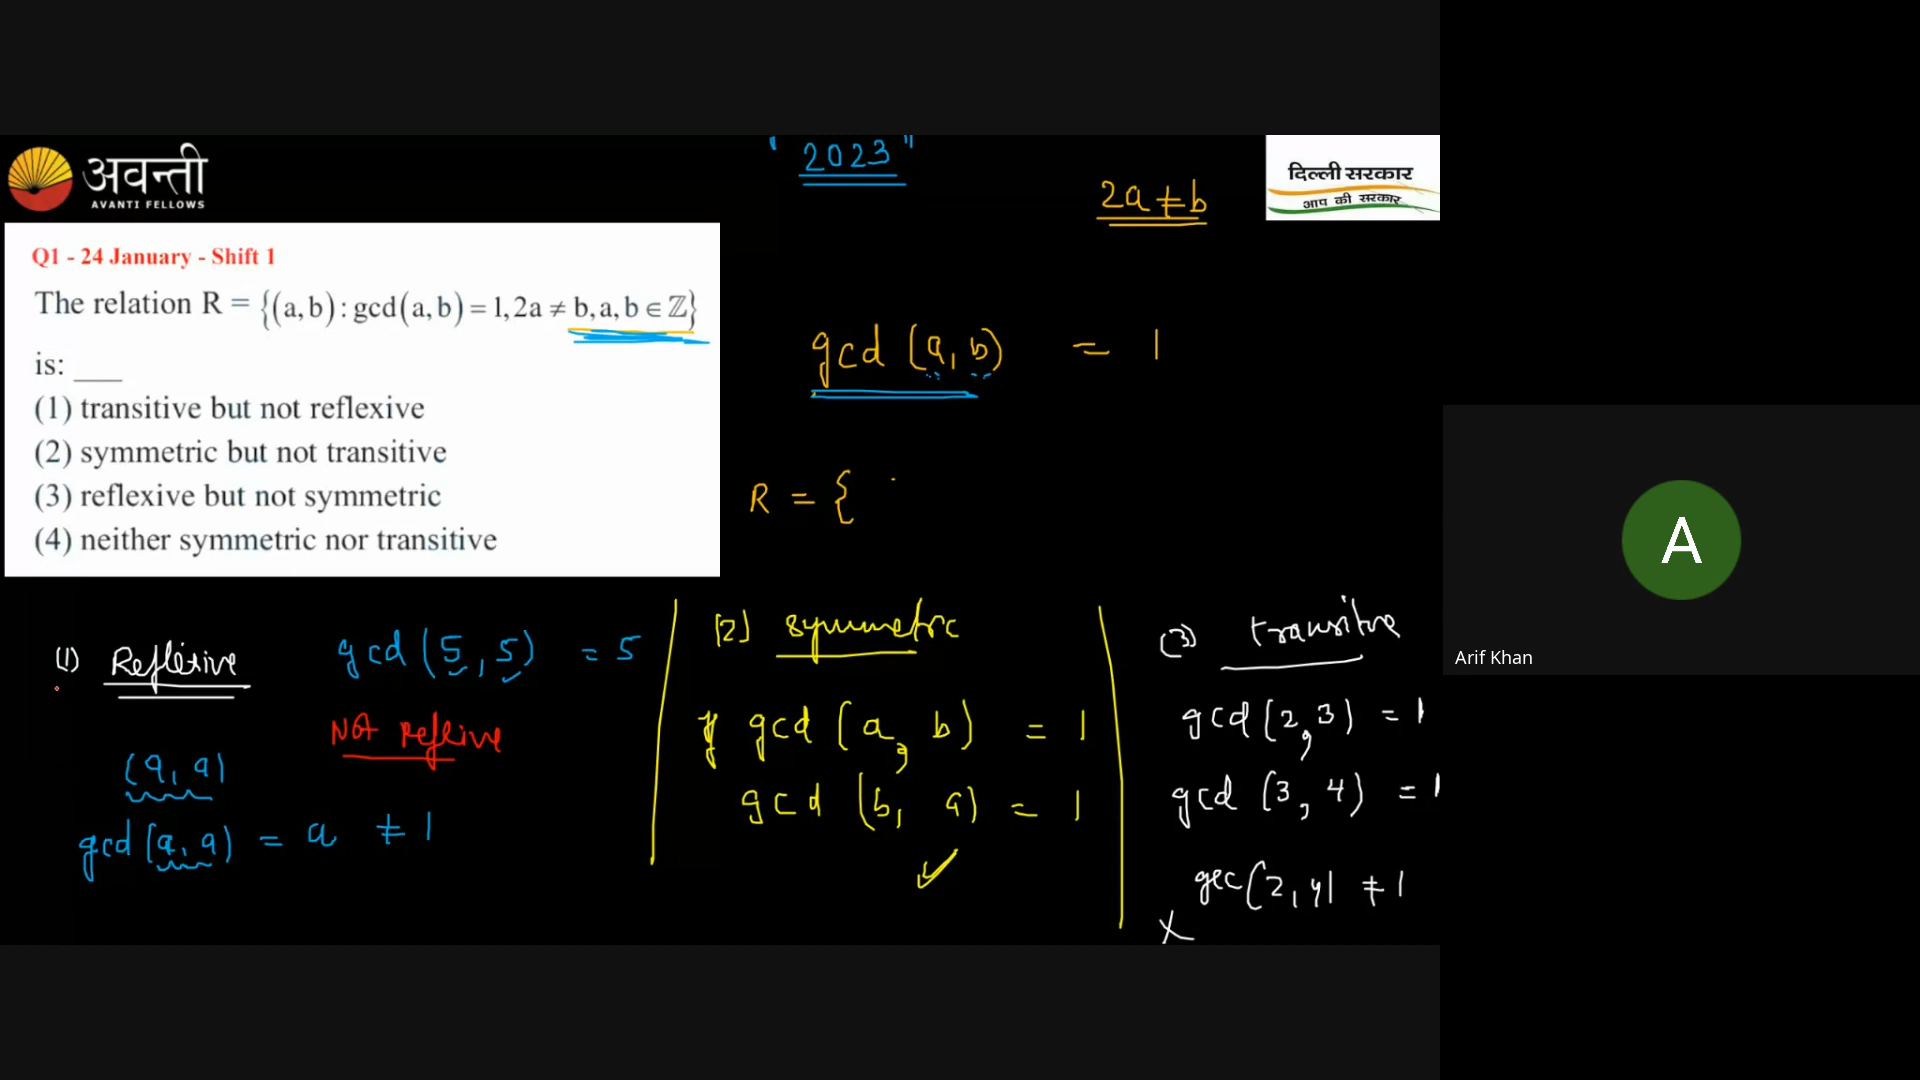 अवन्ती
AVANTI FELLOWS
"2023"
2a ≠ b
दिल्ली सरकार
आप की सरकार
Q1 - 24 January - Shift 1
The relation R = {(a,b) : gcd(a,b) = 1, 2a ≠ b, a, b ∈ ℤ}
is: ___
(1) transitive but not reflexive
(2) symmetric but not transitive
(3) reflexive but not symmetric
(4) neither symmetric nor transitive
gcd (a, b) = 1
R = {
(1) Reflexive
gcd (5, 5) = 5
NOt Reflive
(a, a)
gcd (a, a) = a ≠ 1
(2) symmetric
if gcd (a, b) = 1
gcd (b, a) = 1
✓
(3) transitive
gcd (2, 3) = 1
gcd (3, 4) = 1
gec (2, 4) ≠ 1
X
A
Arif Khan